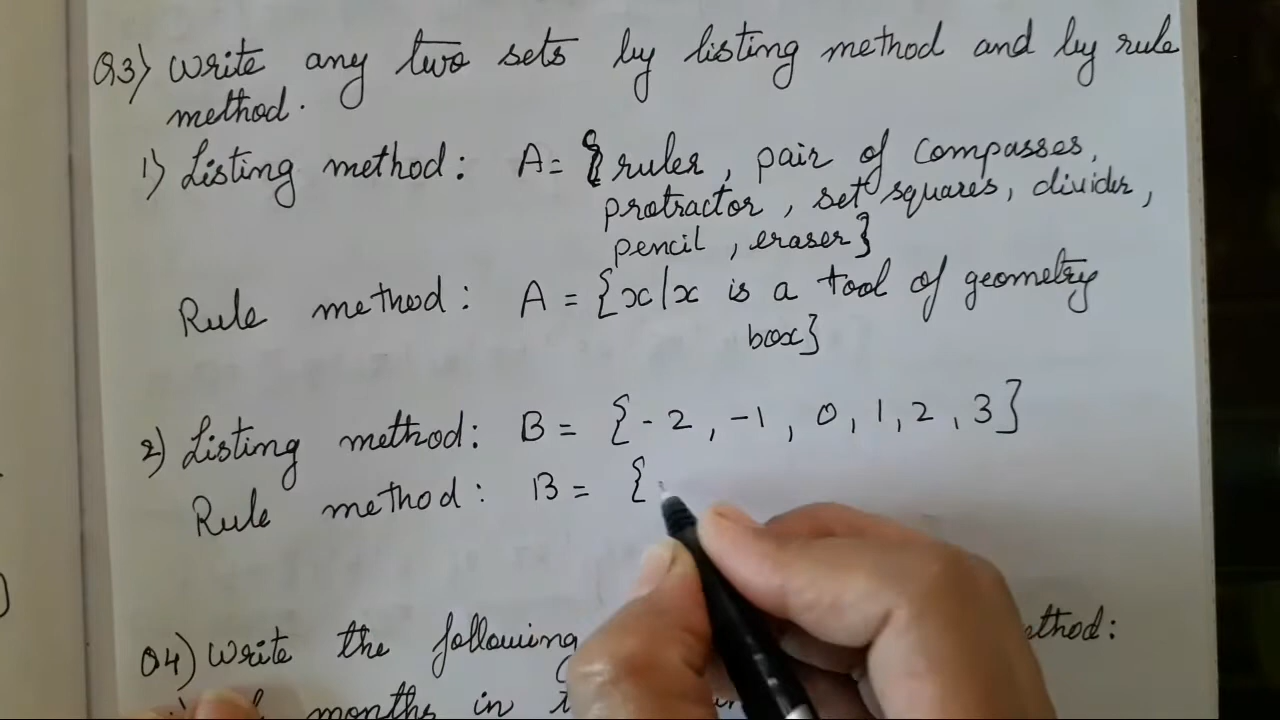 Q3) Write any two sets by listing method and by rule
method.
1) Listing method: A = { ruler, pair of compasses,
protractor, set squares, divider,
pencil, eraser}
Rule method: A = {x/x is a tool of geometry
box}
2) Listing method: B = {-2, -1, 0, 1, 2, 3}
Rule method: B = {
Q4) Write the following
months in